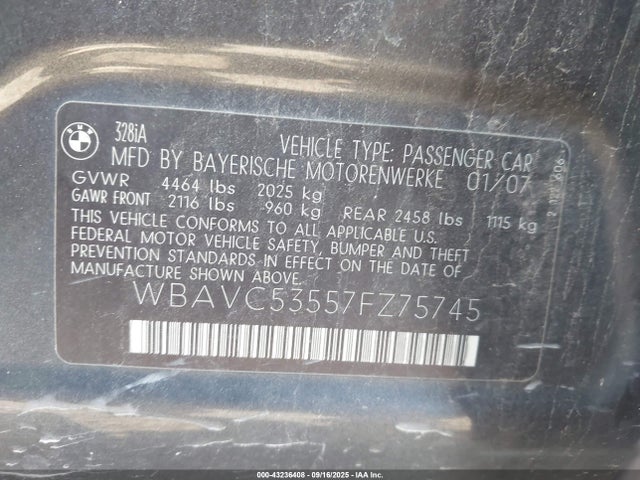 BMW
328iA
VEHICLE TYPE: PASSENGER CAR
MFD BY BAYERISCHE MOTORENWERKE 01/07
GVWR 4464 lbs 2025 kg
GAWR FRONT 2116 lbs 960 kg REAR 2458 lbs 1115 kg
THIS VEHICLE CONFORMS TO ALL APPLICABLE U.S.
FEDERAL MOTOR VEHICLE SAFETY, BUMPER AND THEFT
PREVENTION STANDARDS IN EFFECT ON THE DATE OF
MANUFACTURE SHOWN ABOVE.
WBAVC53557FZ75745
000-43236408 - 09/16/2025 - © IAA, Inc.